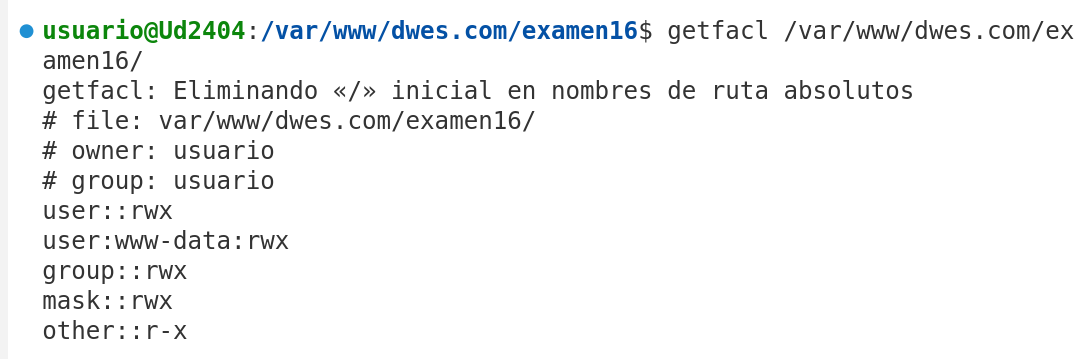 usuario@Ud2404:/var/www/dwes.com/examen16$ getfacl /var/www/dwes.com/ex
amen16/
getfacl: Eliminando «/» inicial en nombres de ruta absolutos
# file: var/www/dwes.com/examen16/
# owner: usuario
# group: usuario
user::rwx
user:www-data:rwx
group::rwx
mask::rwx
other::r-x